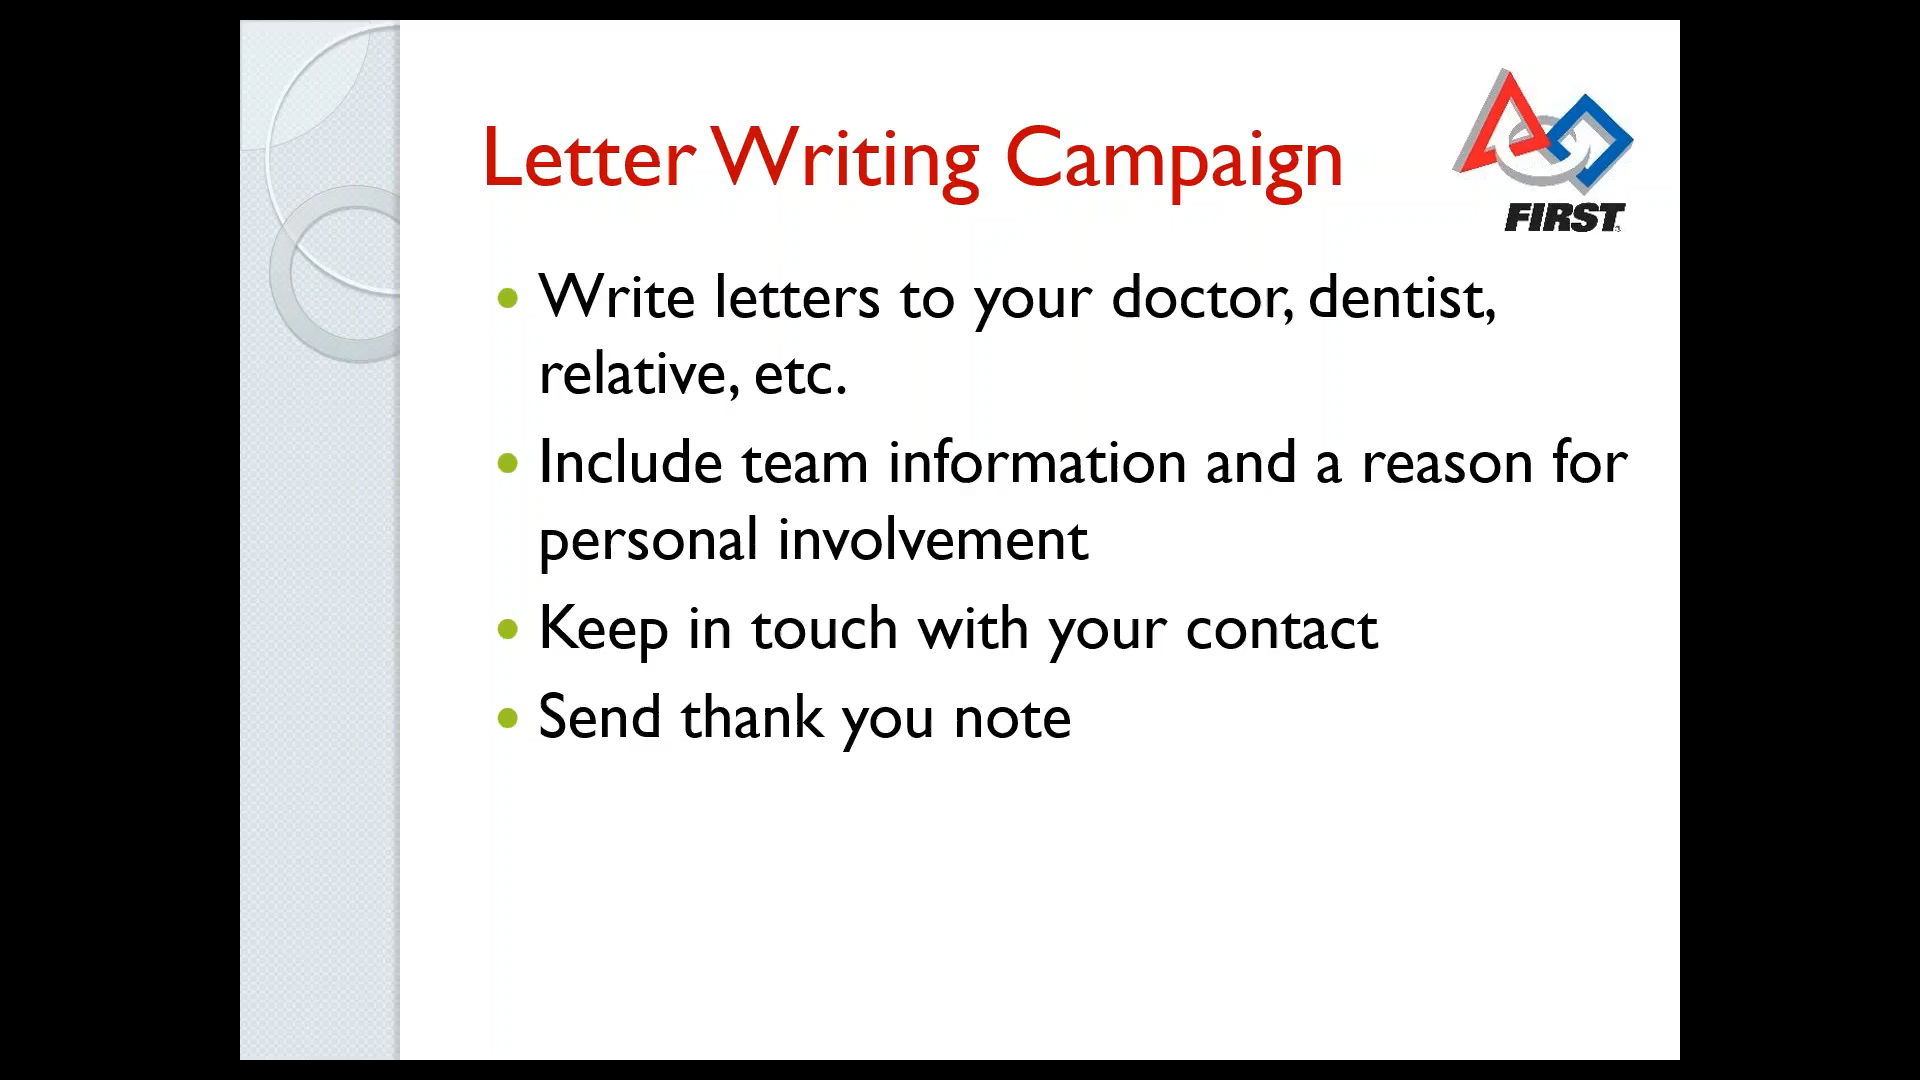 Letter Writing Campaign
FIRST
• Write letters to your doctor, dentist,
relative, etc.
• Include team information and a reason for
personal involvement
• Keep in touch with your contact
• Send thank you note